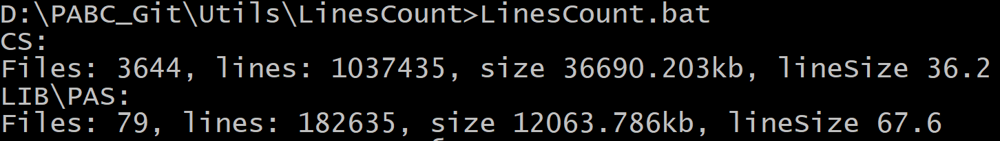 D:\PABC_Git\Utils\LinesCount>LinesCount.bat
CS:
Files: 3644, lines: 1037435, size 36690.203kb, lineSize 36.2
LIB\PAS:
Files: 79, lines: 182635, size 12063.786kb, lineSize 67.6